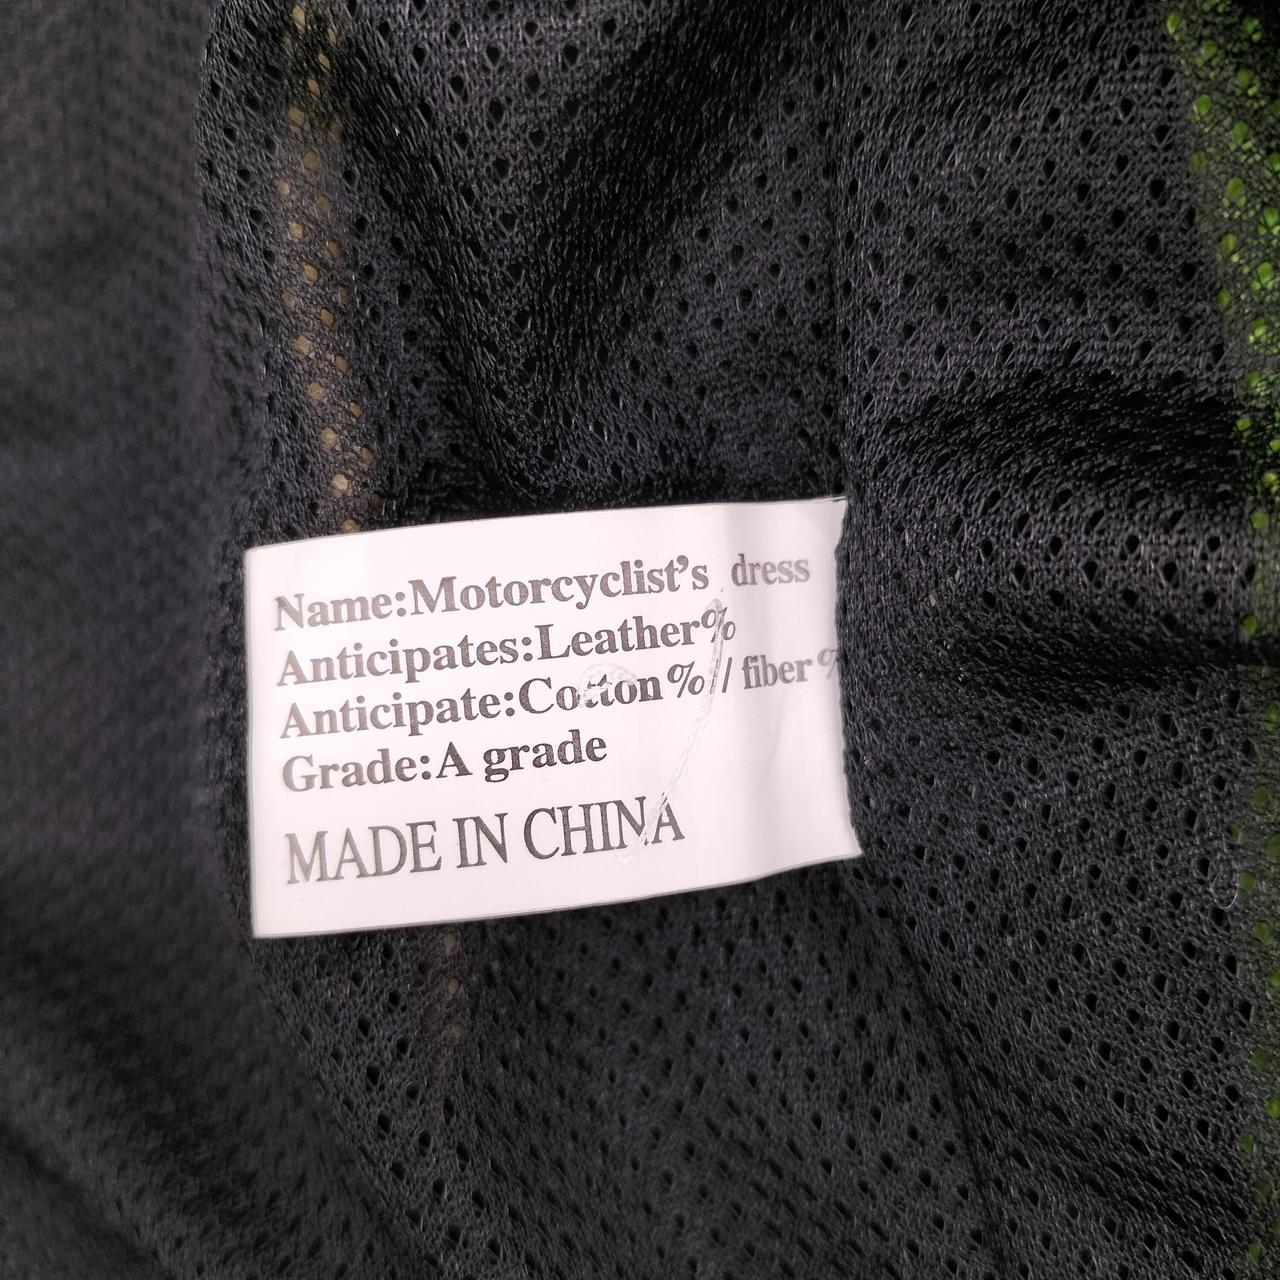 Name:Motorcyclist's dress
Anticipates:Leather%
Anticipate:Cotton%//fiber%
Grade:A grade
MADE IN CHINA